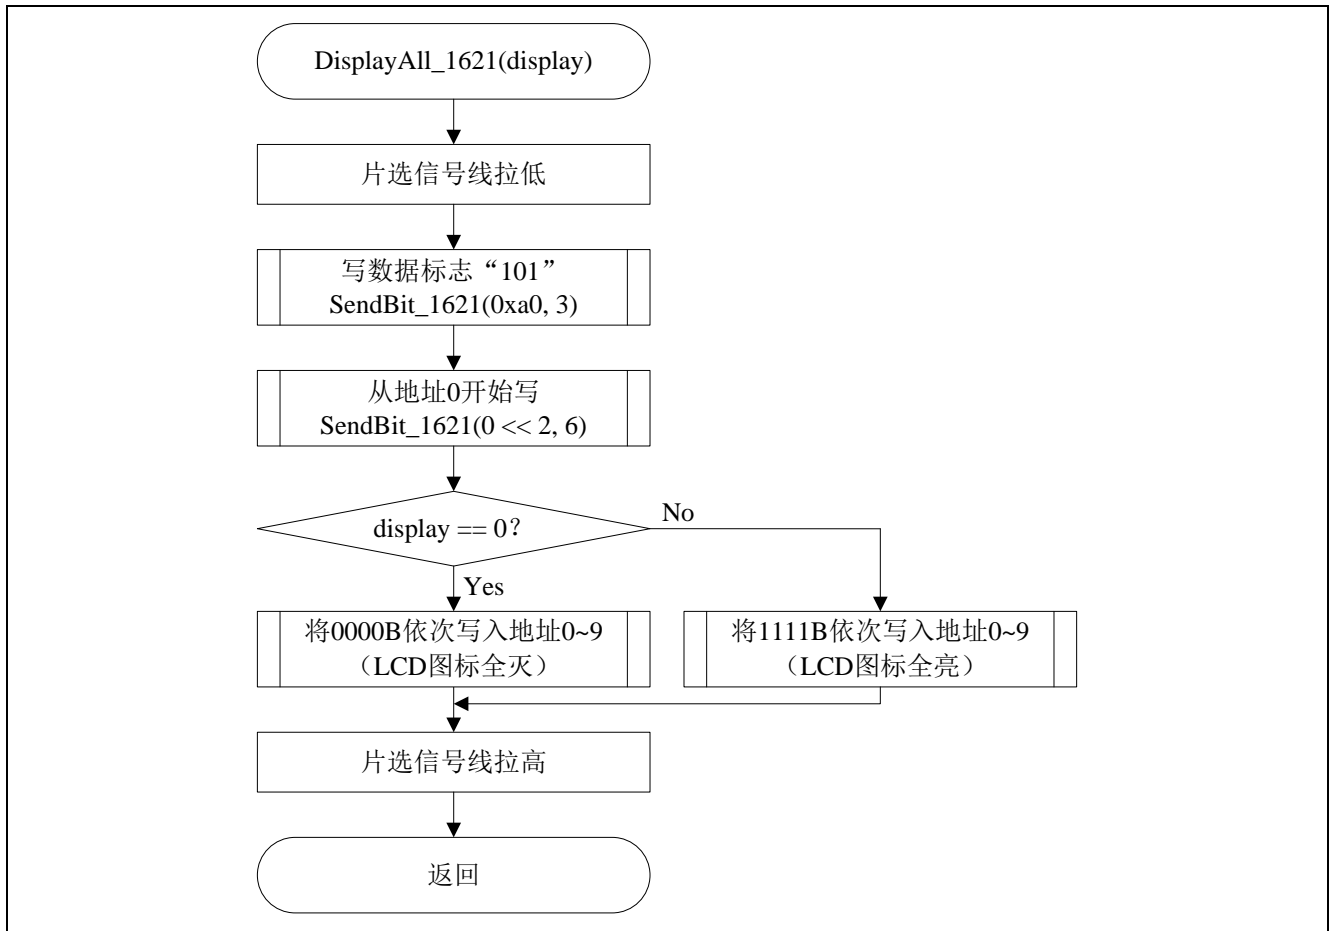 DisplayAll_1621(display)
片选信号线拉低
写数据标志“101”
SendBit_1621(0xa0, 3)
从地址0开始写
SendBit_1621(0 << 2, 6)
display == 0？
No
Yes
将0000B依次写入地址0~9
（LCD图标全灭）
将1111B依次写入地址0~9
（LCD图标全亮）
片选信号线拉高
返回